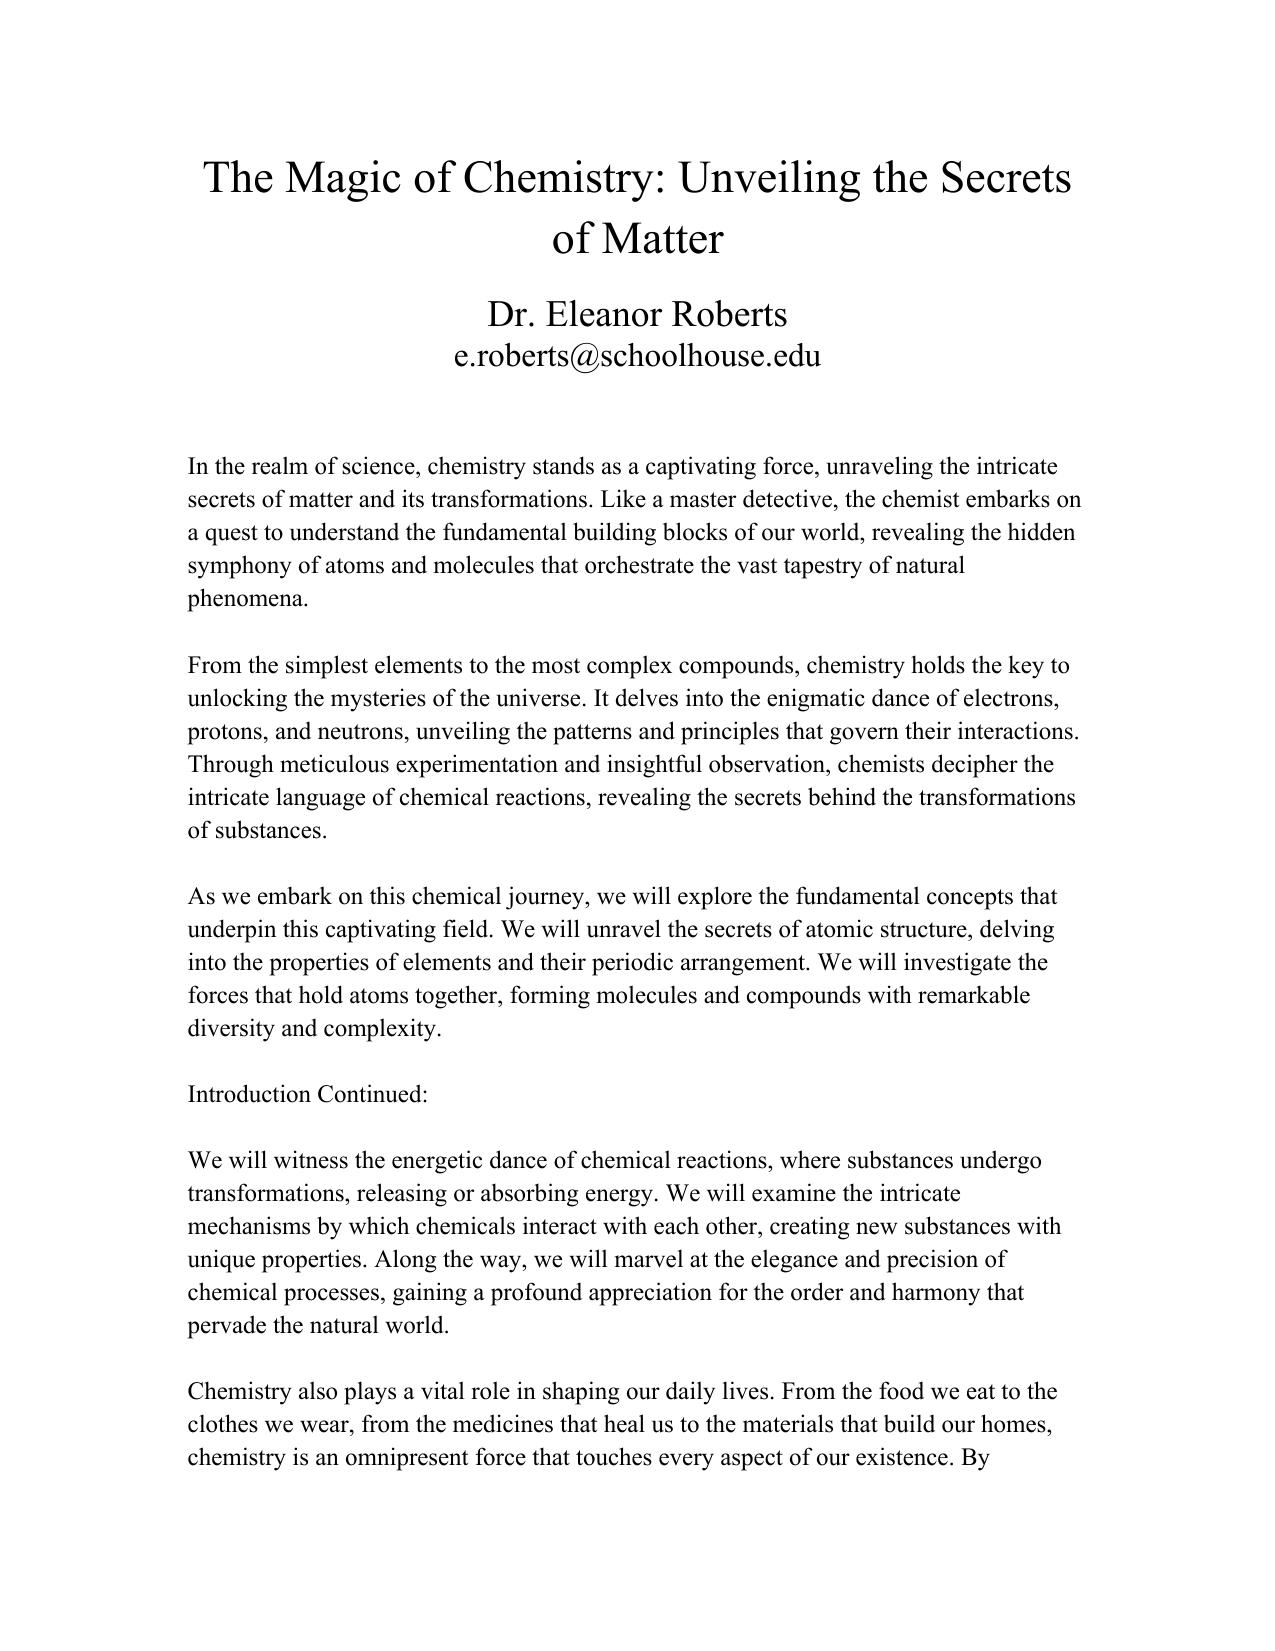 The Magic of Chemistry: Unveiling the Secrets
of Matter
Dr. Eleanor Roberts
e.roberts@schoolhouse.edu
In the realm of science, chemistry stands as a captivating force, unraveling the intricate
secrets of matter and its transformations. Like a master detective, the chemist embarks on
a quest to understand the fundamental building blocks of our world, revealing the hidden
symphony of atoms and molecules that orchestrate the vast tapestry of natural
phenomena.
From the simplest elements to the most complex compounds, chemistry holds the key to
unlocking the mysteries of the universe. It delves into the enigmatic dance of electrons,
protons, and neutrons, unveiling the patterns and principles that govern their interactions.
Through meticulous experimentation and insightful observation, chemists decipher the
intricate language of chemical reactions, revealing the secrets behind the transformations
of substances.
As we embark on this chemical journey, we will explore the fundamental concepts that
underpin this captivating field. We will unravel the secrets of atomic structure, delving
into the properties of elements and their periodic arrangement. We will investigate the
forces that hold atoms together, forming molecules and compounds with remarkable
diversity and complexity.
Introduction Continued:
We will witness the energetic dance of chemical reactions, where substances undergo
transformations, releasing or absorbing energy. We will examine the intricate
mechanisms by which chemicals interact with each other, creating new substances with
unique properties. Along the way, we will marvel at the elegance and precision of
chemical processes, gaining a profound appreciation for the order and harmony that
pervade the natural world.
Chemistry also plays a vital role in shaping our daily lives. From the food we eat to the
clothes we wear, from the medicines that heal us to the materials that build our homes,
chemistry is an omnipresent force that touches every aspect of our existence. By